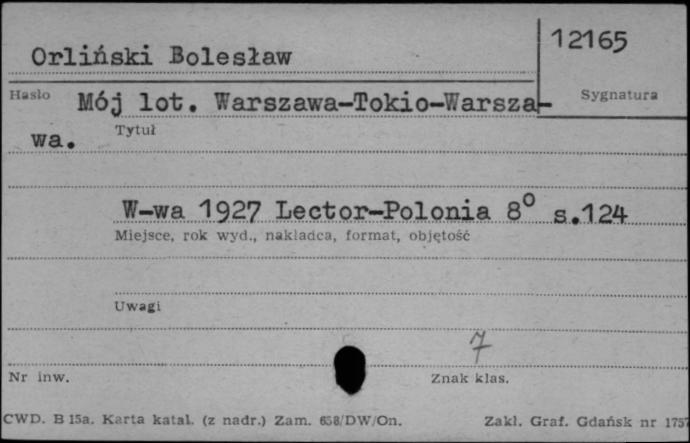 12165
Orliński Bolesław
Hasło Mój lot. Warszawa-Tokio-Warsza- Sygnatura
wa. Tytuł
W-wa 1927 Lector-Polonia 8° s.124
Miejsce, rok wyd., nakładca, format, objętość
Uwagi
7
Nr inw. Znak klas.
CWD. B 15a. Karta katal. (z nadr.) Zam. 658/DW/On. Zakl. Graf. Gdańsk nr 1757